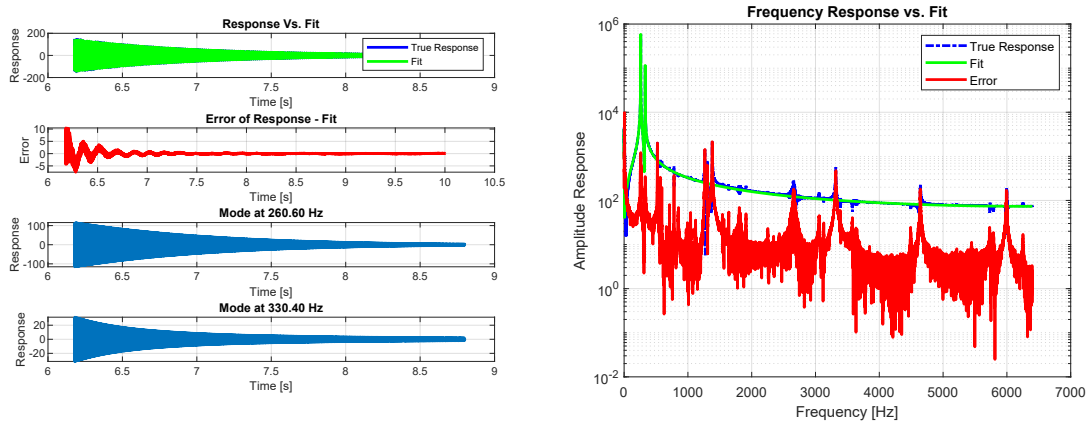 Response Vs. Fit
Response
200
0
-200
True Response
Fit
6 6.5 7 7.5 8 8.5 9
Time [s]
Error of Response - Fit
Error
10
5
0
-5
6 6.5 7 7.5 8 8.5 9 9.5 10 10.5
Time [s]
Mode at 260.60 Hz
Response
100
0
-100
6 6.5 7 7.5 8 8.5 9
Time [s]
Mode at 330.40 Hz
Response
20
0
-20
6 6.5 7 7.5 8 8.5 9
Time [s]
Frequency Response vs. Fit
Amplitude Response
10^6
10^4
10^2
10^0
10^-2
True Response
Fit
Error
0 1000 2000 3000 4000 5000 6000 7000
Frequency [Hz]